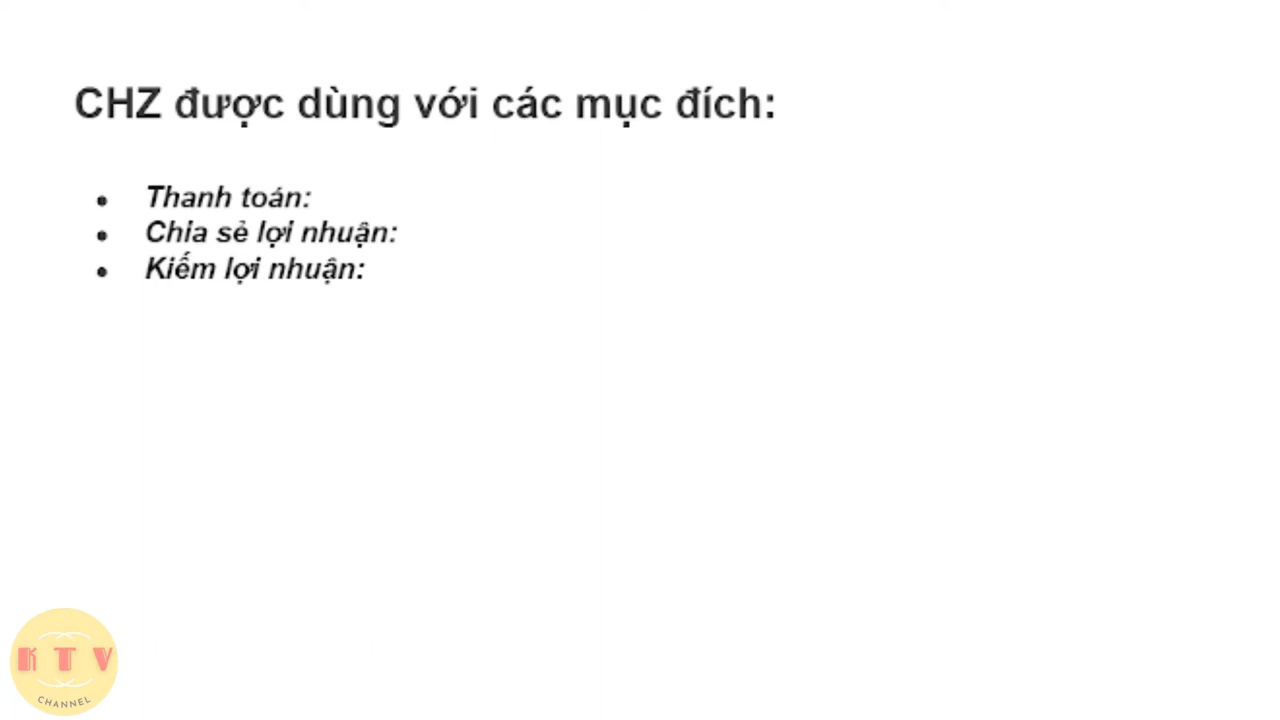 CHZ được dùng với các mục đích:
Thanh toán:
Chia sẻ lợi nhuận:
Kiếm lợi nhuận:
KTV
CHANNEL